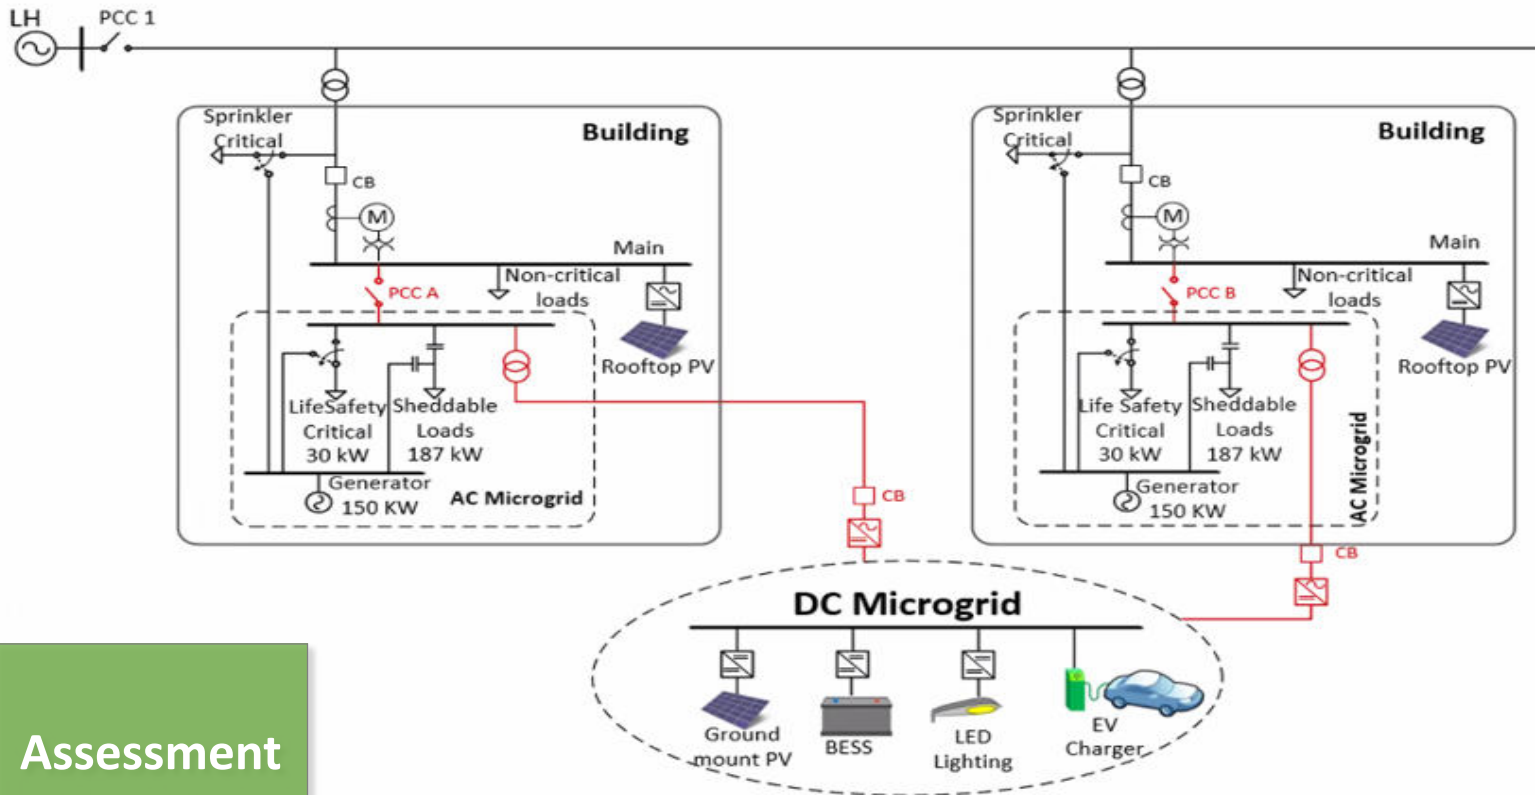 LH
PCC 1
Sprinkler
Critical
Building
CB
M
Main
PCC A
Non-critical
loads
Rooftop PV
LifeSafety
Critical
30 kW
Sheddable
Loads
187 kW
Generator
150 KW
AC Microgrid
CB
Sprinkler
Critical
Building
CB
M
Main
PCC B
Non-critical
loads
Rooftop PV
Life Safety
Critical
30 kW
Sheddable
Loads
187 kW
Generator
150 KW
AC Microgrid
CB
DC Microgrid
Ground
mount PV
BESS
LED
Lighting
EV
Charger
Assessment